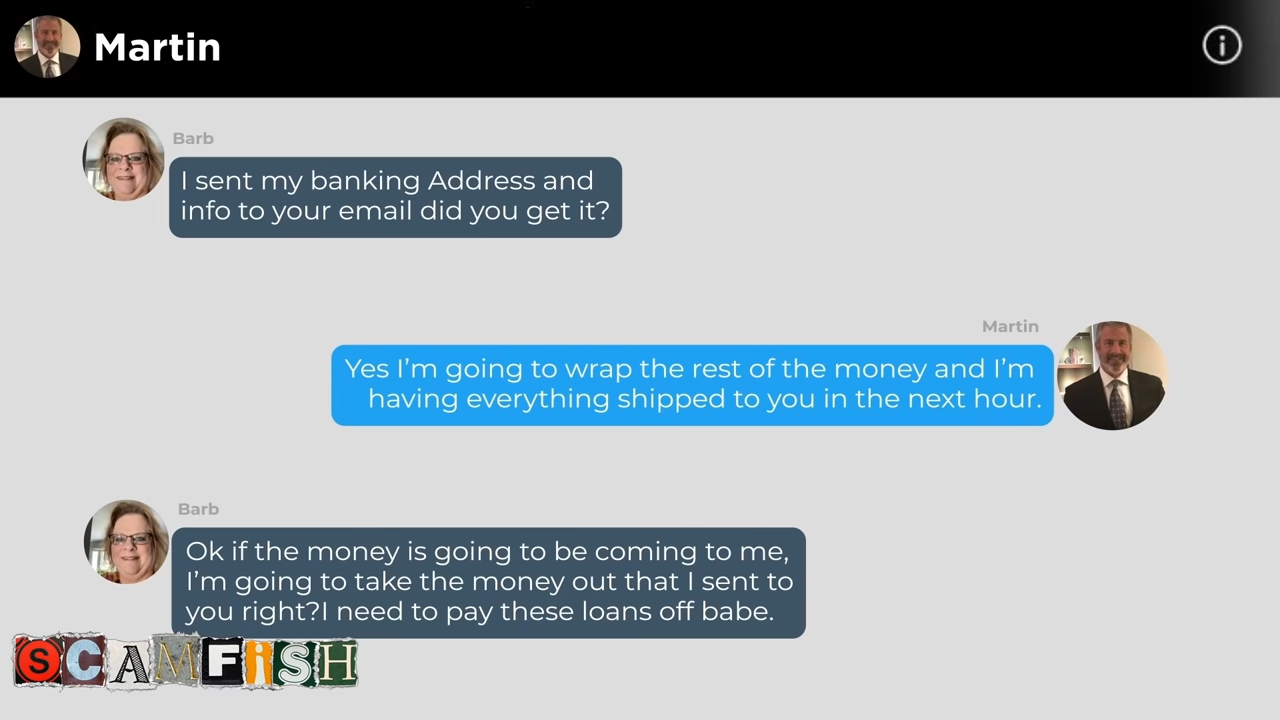 Martin
Barb
I sent my banking Address and
info to your email did you get it?
Martin
Yes I’m going to wrap the rest of the money and I’m
having everything shipped to you in the next hour.
Barb
Ok if the money is going to be coming to me,
I’m going to take the money out that I sent to
you right?I need to pay these loans off babe.
SCAMFiSH